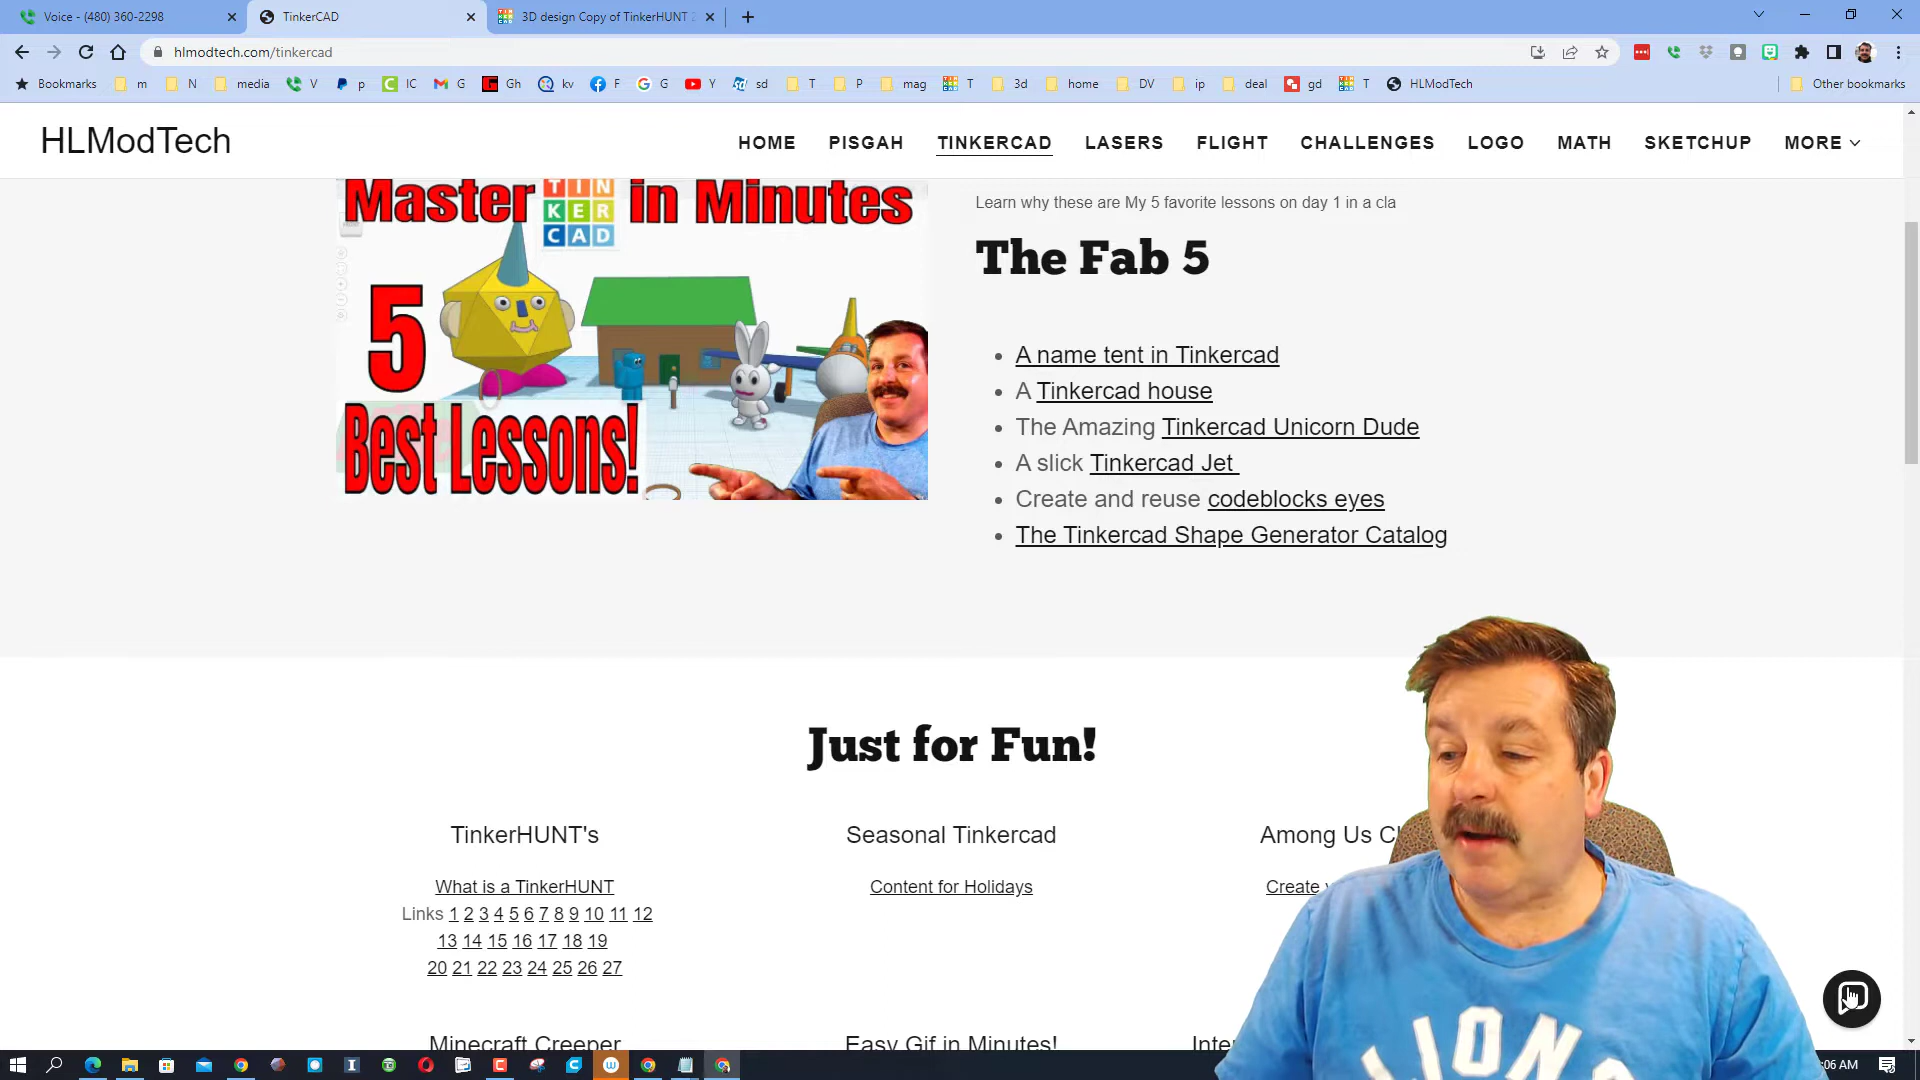 Voice - (480) 360-2298
TinkerCAD
3D design Copy of TinkerHUNT 2
hlmodtech.com/tinkercad
Bookmarks m N media V p IC G Gh kv F G Y sd T P mag T 3d home DV ip deal gd T HLModTech Other bookmarks
HLModTech
HOME PISGAH TINKERCAD LASERS FLIGHT CHALLENGES LOGO MATH SKETCHUP MORE
Master TIN KER CAD in Minutes
5
Best Lessons!
Learn why these are My 5 favorite lessons on day 1 in a cla
The Fab 5
A name tent in Tinkercad
A Tinkercad house
The Amazing Tinkercad Unicorn Dude
A slick Tinkercad Jet
Create and reuse codeblocks eyes
The Tinkercad Shape Generator Catalog
Just for Fun!
TinkerHUNT's
What is a TinkerHUNT
Links 1 2 3 4 5 6 7 8 9 10 11 12
13 14 15 16 17 18 19
20 21 22 23 24 25 26 27
Seasonal Tinkercad
Content for Holidays
Among Us C
Create
Minecraft Creeper
Easy Gif in Minutes!
Inte
:06 AM
LIONS